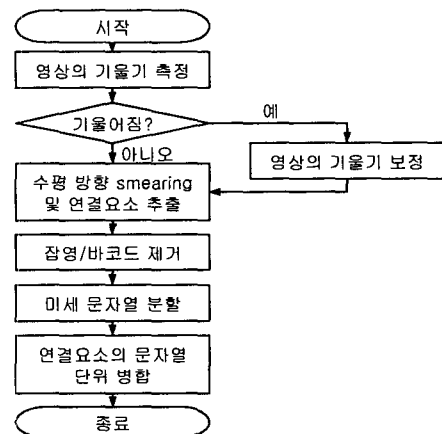 시작
영상의 기울기 측정
기울어짐?
예
아나오
영상의 기울기 보정
수평 방향 smearing
및 연결요소 추출
잡영/바코드 제거
미세 문자열 분할
연결요소의 문자열
단위 병합
종료